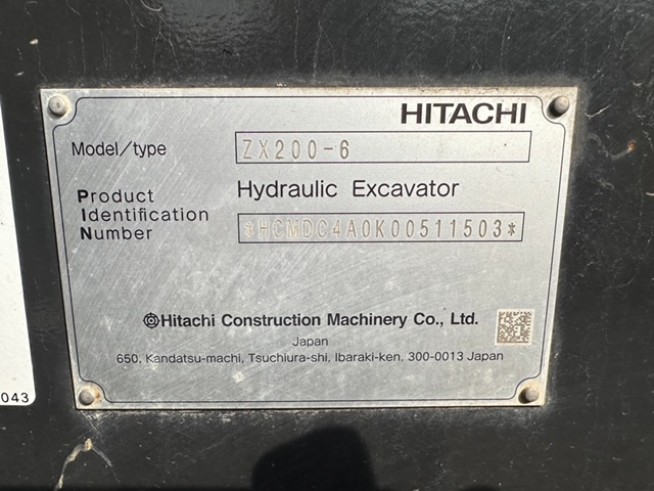 HITACHI
Model/type ZX200-6
Hydraulic Excavator
Product
Identification
Number
*HCMDC4A0K00511503*
Hitachi Construction Machinery Co., Ltd.
Japan
650, Kandatsu-machi, Tsuchiura-shi, Ibaraki-ken, 300-0013 Japan
043